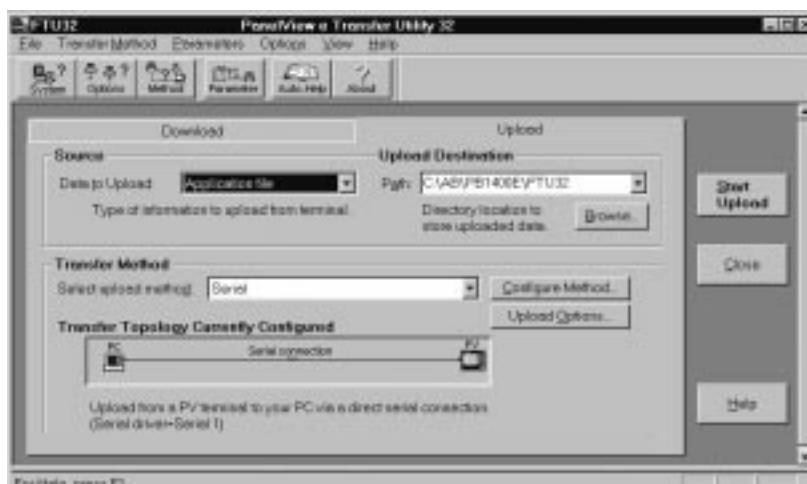 FTU32 PanelView e Transfer Utility 32
File Transfer Method Parameters Options View Help
System Options Method Parameter Auto-Help About
Download Upload
Source Upload Destination
Data to Upload: Application file Path: C:\AB\PB1400E\FTU32
Type of information to upload from terminal. Directory location to
store uploaded data. Browse...
Start
Upload
Close
Transfer Method
Select upload method: Serial Configure Method...
Upload Options...
Transfer Topology Currently Configured
PC Serial connection PV
Upload from a PV terminal to your PC via a direct serial connection.
(Serial driver=Serial 1)
Help
For Help, press F1